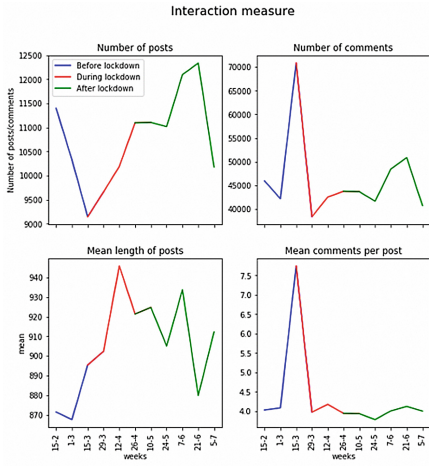 Interaction measure
Number of posts
Number of comments
Before lockdown
During lockdown
After lockdown
Number of posts/comments
12500
12000
11500
11000
10500
10000
9500
9000
70000
65000
60000
55000
50000
45000
40000
Mean length of posts
Mean comments per post
mean
940
930
920
910
900
890
880
870
7.5
7.0
6.5
6.0
5.5
5.0
4.5
4.0
15-2 1-3 15-3 29-3 12-4 26-4 10-5 24-5 7-6 21-6 5-7
15-2 1-3 15-3 29-3 12-4 26-4 10-5 24-5 7-6 21-6 5-7
weeks
weeks